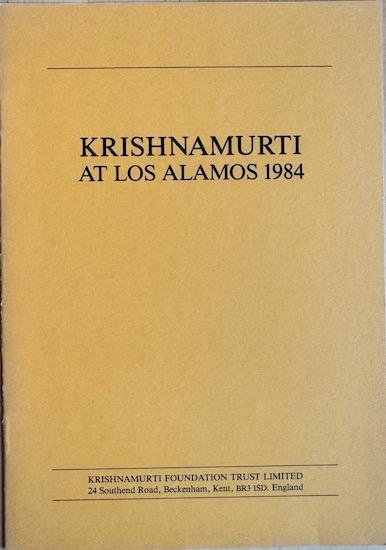 KRISHNAMURTI
AT LOS ALAMOS 1984
KRISHNAMURTI FOUNDATION TRUST LIMITED
24 Southend Road, Beckenham, Kent, BR3 1SD. England